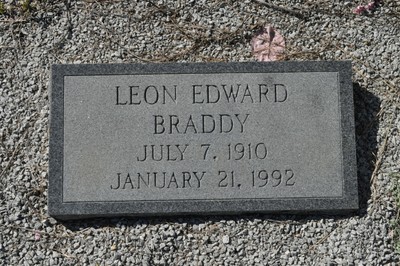 LEON EDWARD
BRADDY
JULY 7, 1910
JANUARY 21, 1992